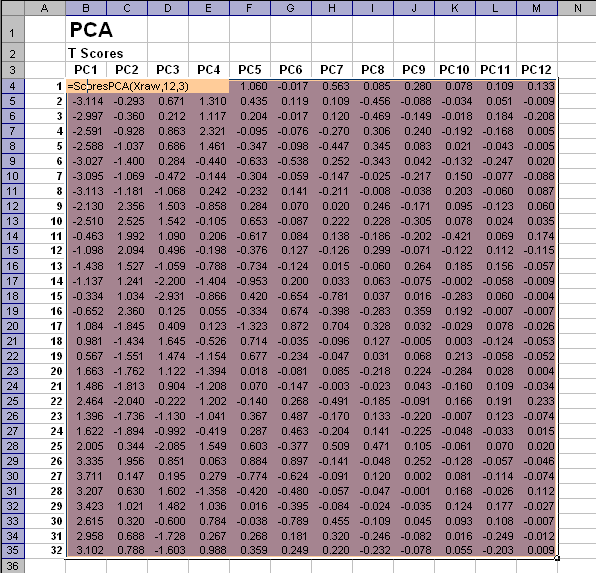 A B C D E F G H I J K L M N
1 PCA
2 T Scores
3 PC1 PC2 PC3 PC4 PC5 PC6 PC7 PC8 PC9 PC10 PC11 PC12
4 1 =ScoresPCA(Xraw,12,3) 1.060 -0.017 0.563 0.085 0.280 0.078 0.109 0.133
5 2 -3.114 -0.293 0.671 1.310 0.435 0.119 0.109 -0.456 -0.088 -0.034 0.051 -0.009
6 3 -2.997 -0.360 0.212 1.117 0.204 -0.017 0.120 -0.469 -0.149 -0.018 0.184 -0.208
7 4 -2.591 -0.928 0.863 2.321 -0.095 -0.076 -0.270 0.306 0.240 -0.192 -0.168 0.005
8 5 -2.588 -1.037 0.686 1.461 -0.347 -0.098 -0.447 0.345 0.083 0.021 -0.043 -0.005
9 6 -3.027 -1.400 0.284 -0.440 -0.633 -0.538 0.252 -0.343 0.042 -0.132 -0.247 0.020
10 7 -3.095 -1.069 -0.472 -0.144 -0.304 -0.059 -0.147 -0.025 -0.217 0.150 -0.077 -0.088
11 8 -3.113 -1.181 -1.068 0.242 -0.232 0.141 -0.211 -0.008 -0.038 0.203 -0.060 0.087
12 9 -2.130 2.356 1.503 -0.858 0.284 0.070 0.020 0.246 -0.171 0.095 -0.123 0.060
13 10 -2.510 2.525 1.542 -0.105 0.653 -0.087 0.222 0.228 -0.305 0.078 0.024 0.035
14 11 -0.463 1.992 1.090 0.206 -0.617 0.084 0.138 -0.186 -0.202 -0.421 0.069 0.174
15 12 -1.098 2.094 0.496 -0.198 -0.376 0.127 -0.126 0.299 -0.071 -0.122 0.112 -0.115
16 13 -1.438 1.527 -1.059 -0.788 -0.734 -0.124 0.015 -0.060 0.264 0.185 0.156 -0.057
17 14 -1.137 1.241 -2.200 -1.404 -0.953 0.200 0.033 0.063 -0.075 -0.002 -0.058 -0.009
18 15 -0.334 1.034 -2.931 -0.866 0.420 -0.654 -0.781 0.037 0.016 -0.283 0.060 -0.004
19 16 -0.652 2.360 0.125 0.055 -0.334 0.674 -0.398 -0.283 0.359 0.192 -0.007 -0.007
20 17 1.084 -1.845 0.409 0.123 -1.323 0.872 0.704 0.328 0.032 -0.029 0.078 -0.026
21 18 0.981 -1.434 1.645 -0.526 0.714 -0.035 -0.096 0.127 -0.005 0.003 -0.124 -0.053
22 19 0.567 -1.551 1.474 -1.154 0.677 -0.234 -0.047 0.031 0.068 0.213 -0.058 -0.052
23 20 1.663 -1.762 1.122 -1.394 0.018 -0.081 0.085 -0.218 0.224 -0.284 0.028 0.004
24 21 1.486 -1.813 0.904 -1.208 0.070 -0.147 -0.003 -0.023 0.043 -0.160 0.109 -0.034
25 22 2.464 -2.040 -0.222 1.202 -0.140 0.268 -0.491 -0.185 -0.091 0.166 0.191 0.233
26 23 1.396 -1.736 -1.130 -1.041 0.367 0.487 -0.170 0.133 -0.220 -0.007 0.123 -0.074
27 24 1.622 -1.894 -0.992 -0.419 0.287 0.463 -0.204 0.141 -0.225 -0.048 -0.033 0.015
28 25 2.005 0.344 -2.085 1.549 0.603 -0.377 0.509 0.471 0.105 -0.061 0.070 0.020
29 26 3.335 1.956 0.851 0.063 0.884 0.897 -0.141 -0.048 0.252 -0.128 -0.057 -0.046
30 27 3.711 0.147 0.195 0.279 -0.774 -0.624 -0.091 0.120 0.002 0.081 -0.114 -0.074
31 28 3.207 0.630 1.602 -1.358 -0.420 -0.480 -0.057 -0.047 -0.001 0.168 -0.026 0.112
32 29 3.423 1.021 1.482 1.036 0.016 -0.395 -0.084 -0.024 -0.035 0.124 0.177 -0.027
33 30 2.615 0.320 -0.600 0.784 -0.038 -0.789 0.455 -0.109 0.045 0.093 0.108 -0.007
34 31 2.958 0.688 -1.728 0.267 0.268 0.181 0.320 -0.246 -0.082 0.016 -0.249 -0.012
35 32 3.102 0.788 -1.603 0.988 0.359 0.249 0.220 -0.232 -0.078 0.055 -0.203 0.009
36